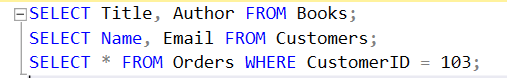 SELECT Title, Author FROM Books;
SELECT Name, Email FROM Customers;
SELECT * FROM Orders WHERE CustomerID = 103;